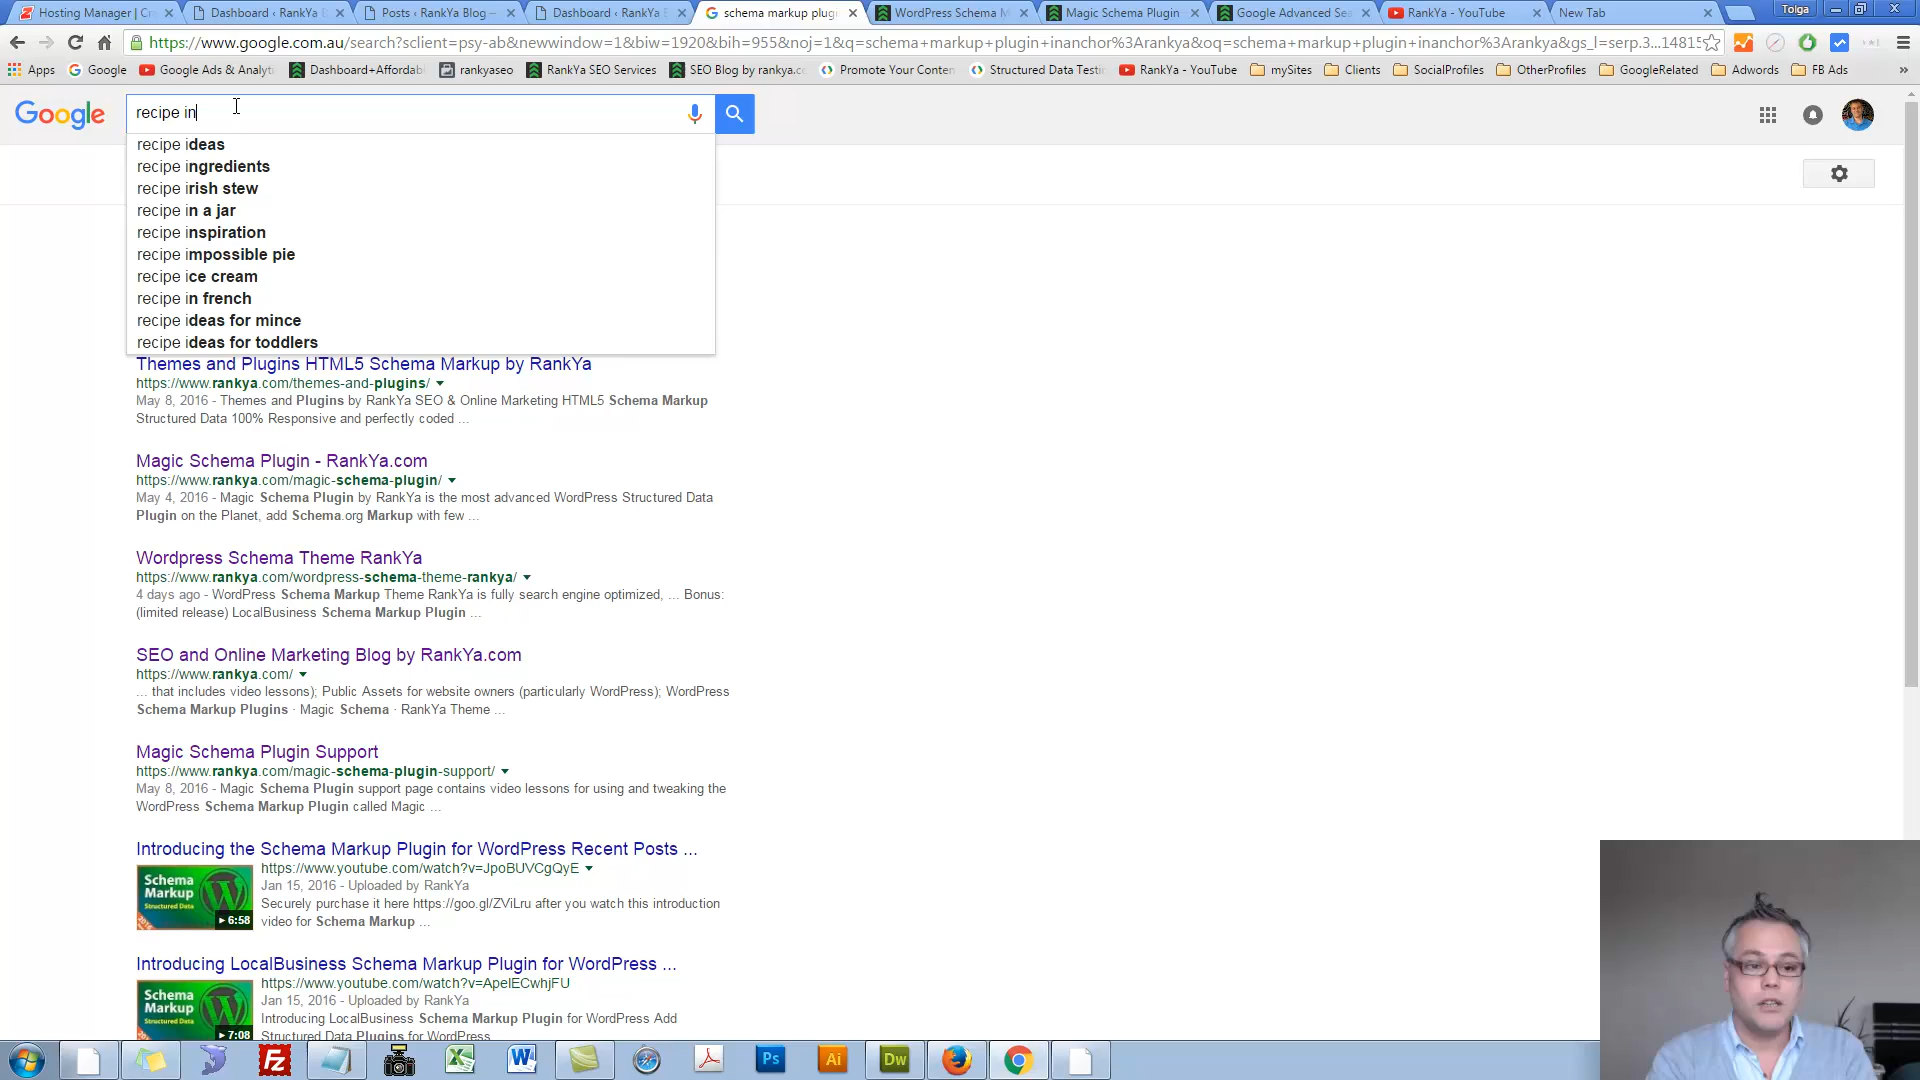 Hosting Manager | Cr
Dashboard ‹ RankYa B
Posts ‹ RankYa Blog —
Dashboard ‹ RankYa B
schema markup plugi
WordPress Schema M
Magic Schema Plugin
Google Advanced Sea
RankYa - YouTube
New Tab
Tolga
https://www.google.com.au/search?sclient=psy-ab&newwindow=1&biw=1920&bih=955&noj=1&q=schema+markup+plugin+inanchor%3Arankya&oq=schema+markup+plugin+inanchor%3Arankya&gs_l=serp.3...14815
Apps
Google
Google Ads & Analyti
Dashboard+Affordabl
rankyaseo
RankYa SEO Services
SEO Blog by rankya.co
Promote Your Conten
Structured Data Testin
RankYa - YouTube
mySites
Clients
SocialProfiles
OtherProfiles
GoogleRelated
Adwords
FB Ads
»
Google
recipe in
recipe ideas
recipe ingredients
recipe irish stew
recipe in a jar
recipe inspiration
recipe impossible pie
recipe ice cream
recipe in french
recipe ideas for mince
recipe ideas for toddlers
Themes and Plugins HTML5 Schema Markup by RankYa
https://www.rankya.com/themes-and-plugins/
May 8, 2016 - Themes and Plugins by RankYa SEO & Online Marketing HTML5 Schema Markup
Structured Data 100% Responsive and perfectly coded ...
Magic Schema Plugin - RankYa.com
https://www.rankya.com/magic-schema-plugin/
May 4, 2016 - Magic Schema Plugin by RankYa is the most advanced WordPress Structured Data
Plugin on the Planet, add Schema.org Markup with few ...
Wordpress Schema Theme RankYa
https://www.rankya.com/wordpress-schema-theme-rankya/
4 days ago - WordPress Schema Markup Theme RankYa is fully search engine optimized, ... Bonus:
(limited release) LocalBusiness Schema Markup Plugin ...
SEO and Online Marketing Blog by RankYa.com
https://www.rankya.com/
... that includes video lessons); Public Assets for website owners (particularly WordPress); WordPress
Schema Markup Plugins · Magic Schema · RankYa Theme ...
Magic Schema Plugin Support
https://www.rankya.com/magic-schema-plugin-support/
May 8, 2016 - Magic Schema Plugin support page contains video lessons for using and tweaking the
WordPress Schema Markup Plugin called Magic ...
Introducing the Schema Markup Plugin for WordPress Recent Posts ...
https://www.youtube.com/watch?v=JpoBUVCgQyE
Jan 15, 2016 - Uploaded by RankYa
Securely purchase it here https://goo.gl/ZViLru after you watch this introduction
video for Schema Markup ...
Schema
Markup
Structured Data
6:58
Introducing LocalBusiness Schema Markup Plugin for WordPress ...
https://www.youtube.com/watch?v=ApelECwhjFU
Jan 15, 2016 - Uploaded by RankYa
Introducing LocalBusiness Schema Markup Plugin for WordPress Add
Structured Data Plugins for WordPress
Schema
Markup
Structured Data
7:08
Fz
Ps
Ai
Dw